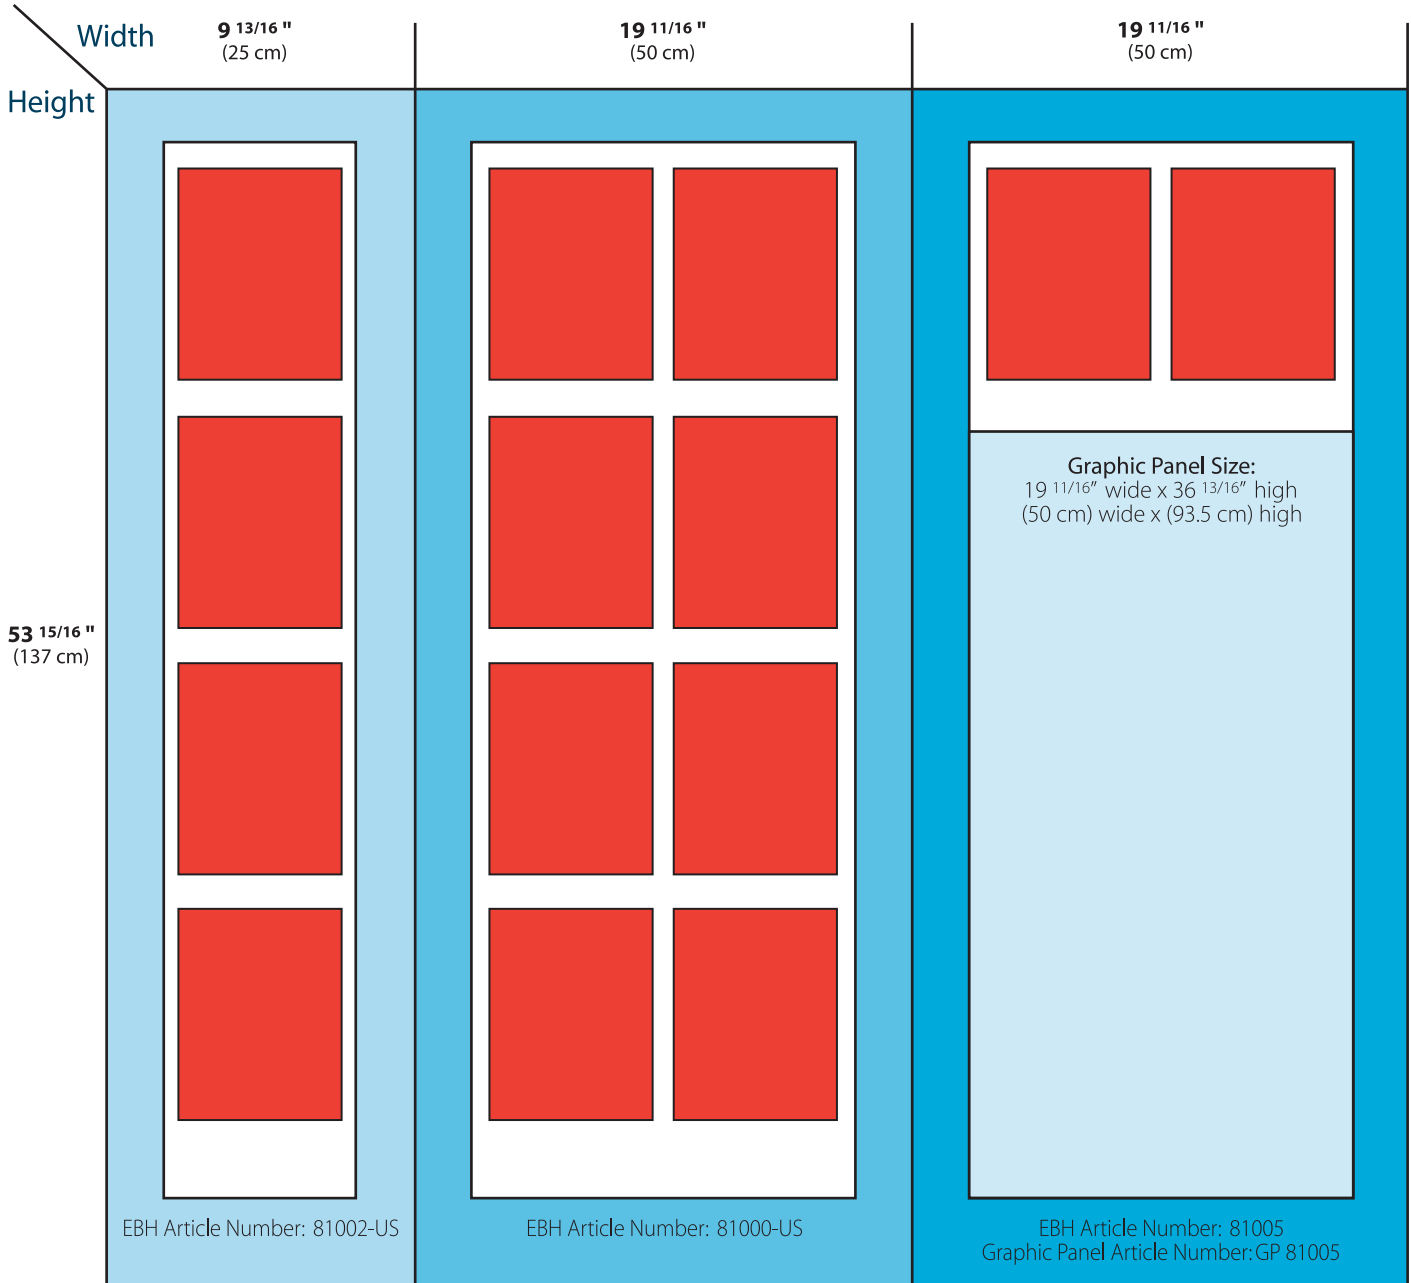 Width
9 13/16 "
(25 cm)
19 11/16 "
(50 cm)
19 11/16 "
(50 cm)
Height
53 15/16 "
(137 cm)
Graphic Panel Size:
19 11/16" wide x 36 13/16" high
(50 cm) wide x (93.5 cm) high
EBH Article Number: 81002-US
EBH Article Number: 81000-US
EBH Article Number: 81005
Graphic Panel Article Number: GP 81005